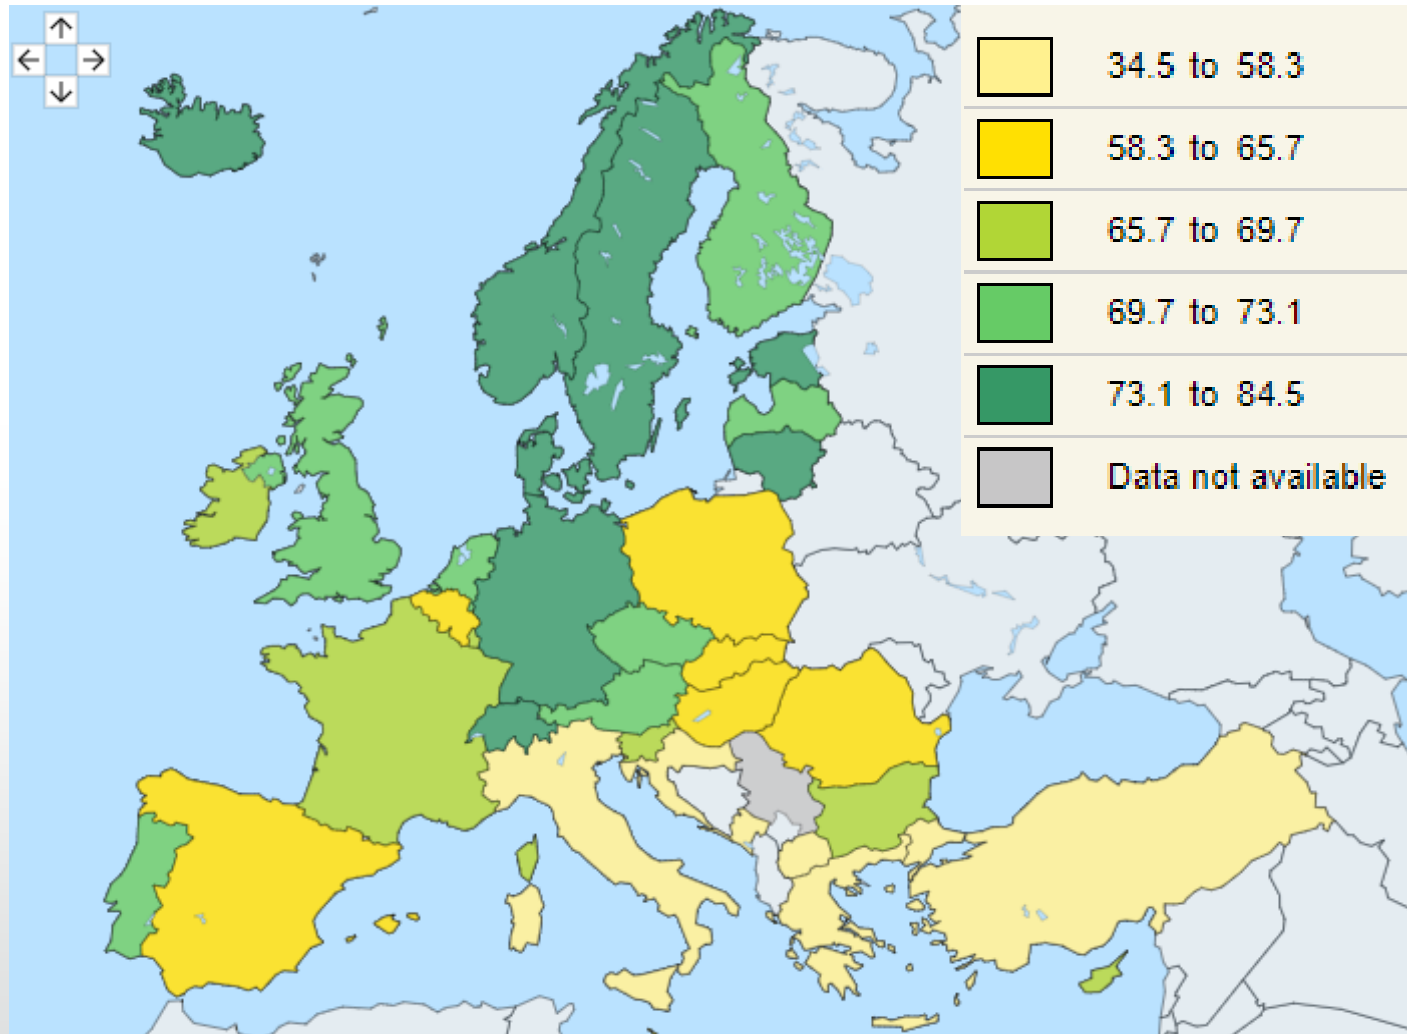 34.5 to 58.3
58.3 to 65.7
65.7 to 69.7
69.7 to 73.1
73.1 to 84.5
Data not available